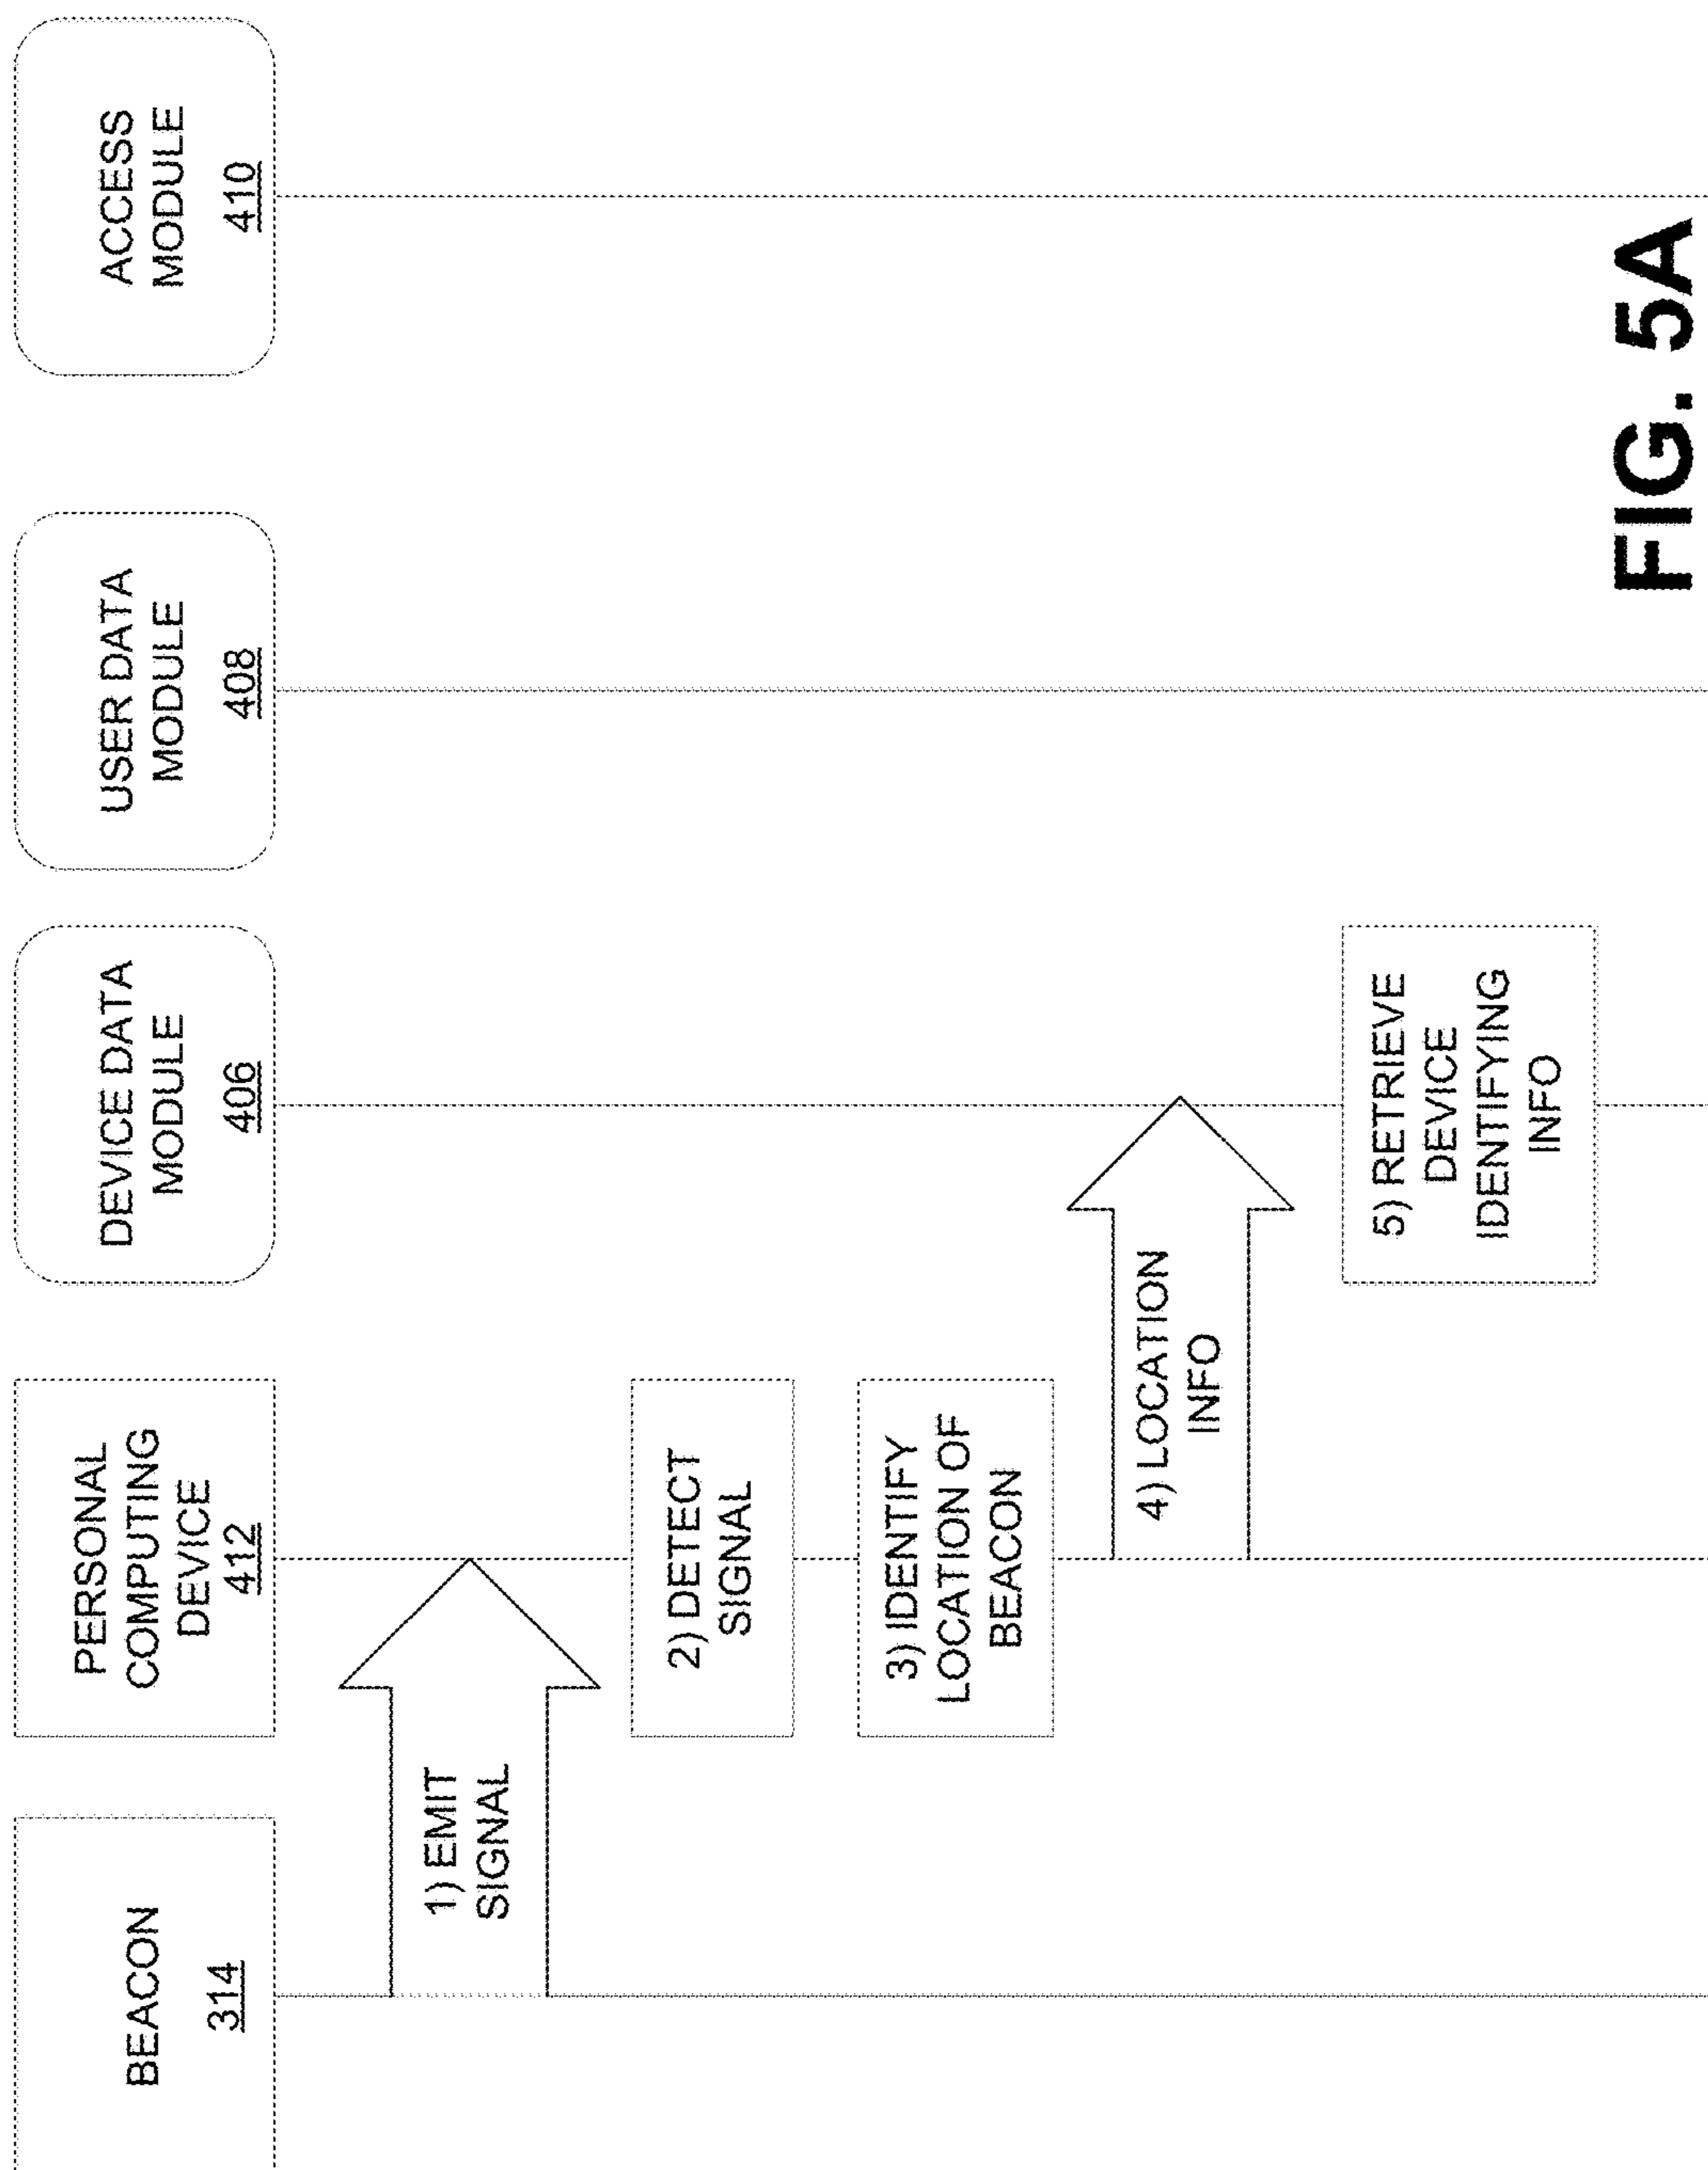 BEACON
314
PERSONAL
COMPUTING
DEVICE
412
DEVICE DATA
MODULE
406
USER DATA
MODULE
408
ACCESS
MODULE
410
1) EMIT
SIGNAL
2) DETECT
SIGNAL
3) IDENTIFY
LOCATION OF
BEACON
4) LOCATION
INFO
5) RETRIEVE
DEVICE
IDENTIFYING
INFO
FIG. 5A